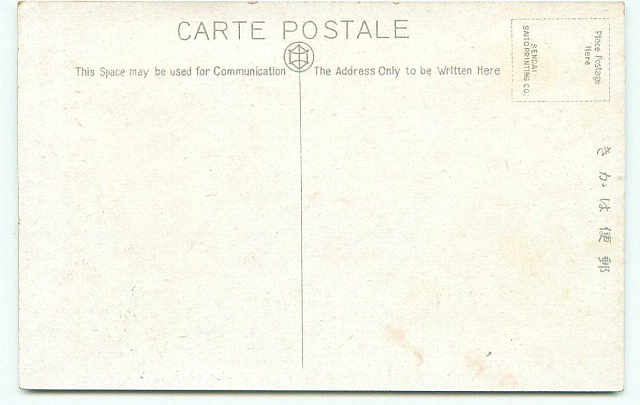 CARTE POSTALE
This Space may be used for Communication
The Address Only to be Written Here
Place Postage
Here
SENDAI
SAITO PRINTING CO.
きかは便郵